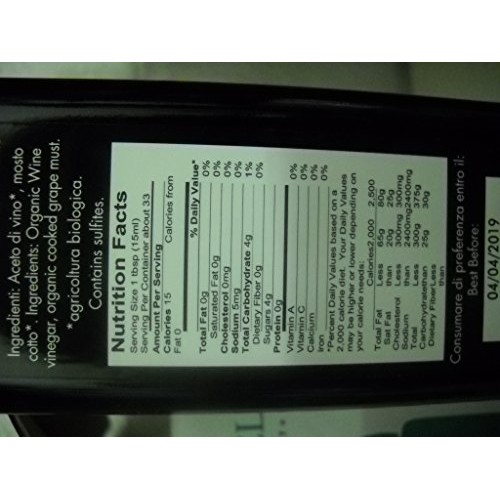 Ingredienti: Aceto di vino*, mosto
cotto*. Ingredients: Organic Wine
vinegar, organic cooked grape must.
* agricoltura biologica.
Contains sulfites.
Nutrition Facts
Serving Size 1 tbsp (15ml)
Serving Per Container about 33
Amount Per Serving
Calories 15 Calories from
Fat 0
% Daily Value*
Total Fat 0g 0%
Saturated Fat 0g 0%
Cholesterol 0mg 0%
Sodium 5mg 0%
Total Carbohydrate 4g 1%
Dietary Fiber 0g 0%
Sugars 4g
Protein 0g
Vitamin A 0%
Vitamin C 0%
Calcium 0%
Iron 0%
*Percent Daily Values based on a
2,000 calorie diet. Your Daily Values
may be higher or lower depending on
your calorie needs:
Calories 2,000 2,500
Total Fat Less 65g 80g
Sat Fat than 20g 25g
Cholesterol Less 300mg 300mg
Sodium than 2400mg 2400mg
Total Less 300g 375g
Carbohydrate than 25g 30g
Dietary Fiber Less
than
Consumare di preferenza entro il:
Best Before:
04/04/2019